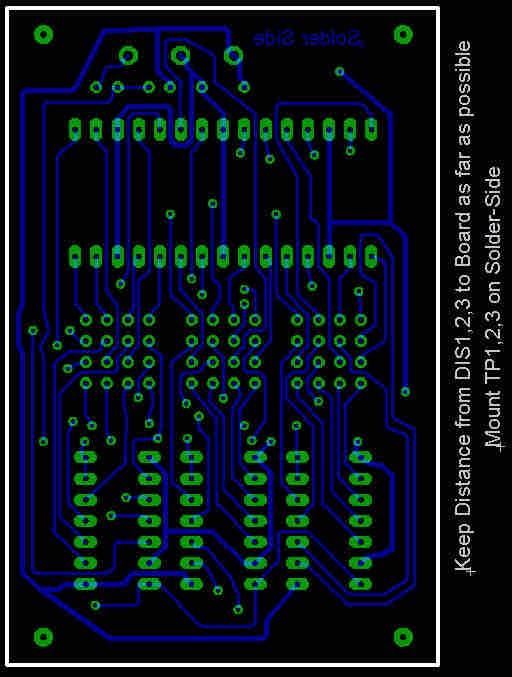 Solder Side
Keep Distance from DIS1,2,3 to Board as far as possible
Mount TP1,2,3 on Solder-Side